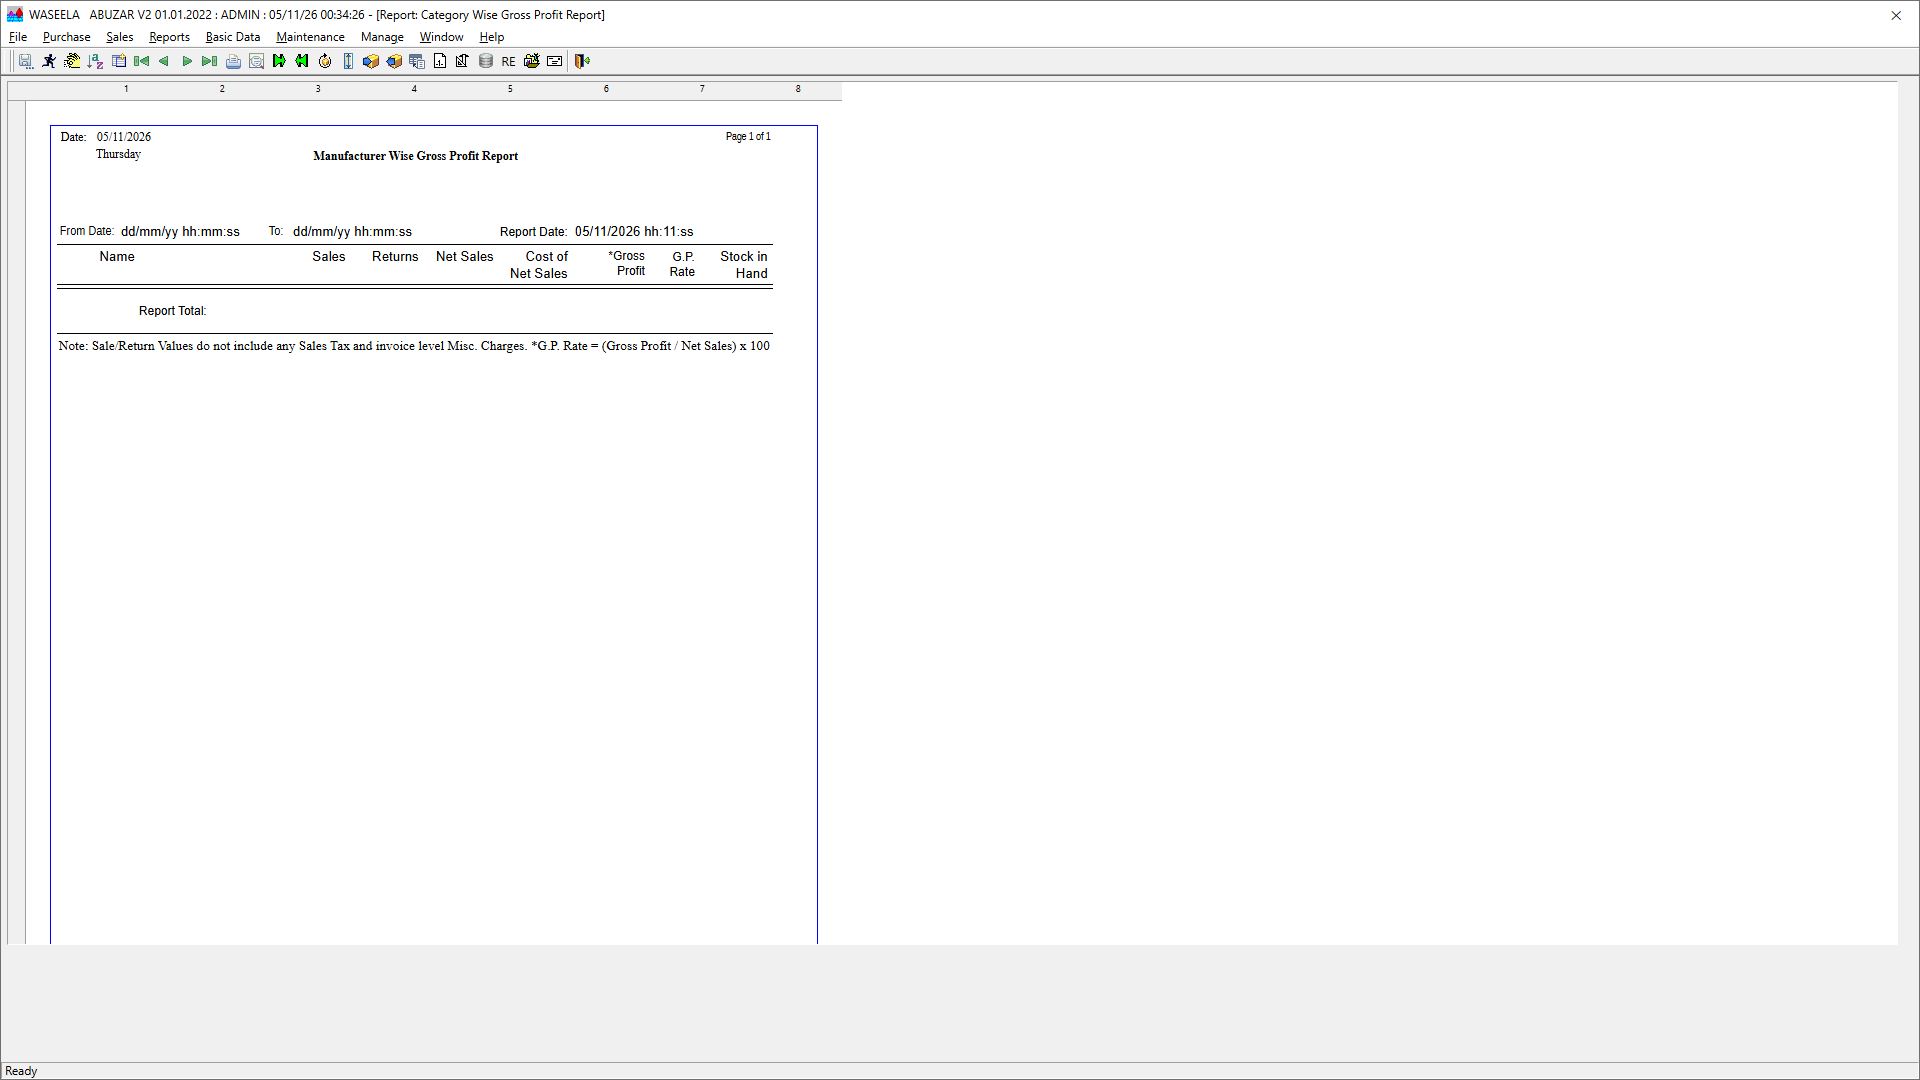 WASEELA   ABUZAR V2 01.01.2022 : ADMIN : 05/11/26 00:34:26 - [Report: Category Wise Gross Profit Report]
File Purchase Sales Reports Basic Data Maintenance Manage Window Help
RE
1 2 3 4 5 6 7 8
Date: 05/11/2026 Page 1 of 1
Thursday
Manufacturer Wise Gross Profit Report
From Date: dd/mm/yy hh:mm:ss To: dd/mm/yy hh:mm:ss Report Date: 05/11/2026 hh:11:ss
Name Sales Returns Net Sales Cost of *Gross G.P. Stock in
Net Sales Profit Rate Hand
Report Total:
Note: Sale/Return Values do not include any Sales Tax and invoice level Misc. Charges. *G.P. Rate = (Gross Profit / Net Sales) x 100
Ready